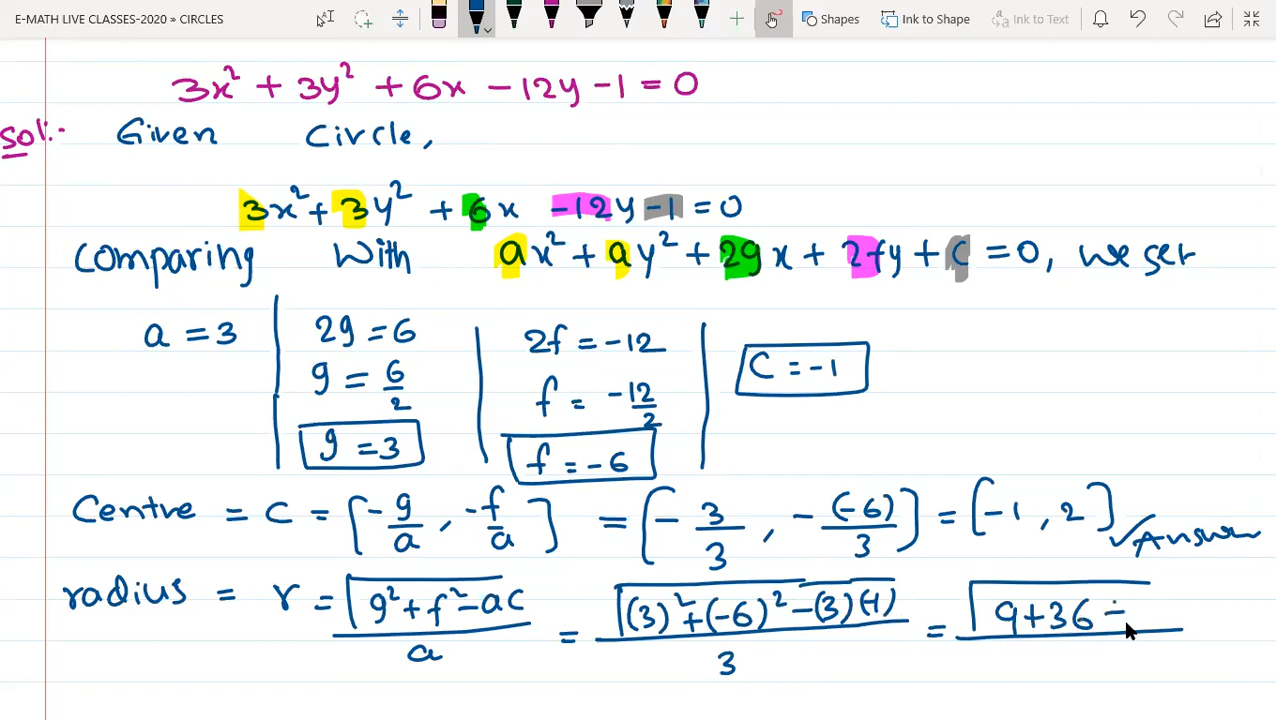 E-MATH LIVE CLASSES-2020 » CIRCLES Shapes Ink to Shape Ink to Text
3x² + 3y² + 6x - 12y - 1 = 0
Sol:- Given Circle,
3x² + 3y² + 6x - 12y - 1 = 0
Comparing With ax² + ay² + 2gx + 2fy + C = 0, we get
a = 3 | 2g = 6 | 2f = -12 | C = -1
g = 6/2 | f = -12/2
g = 3 | f = -6
Centre = C = [-g/a, -f/a] = [-3/3, -(-6)/3] = [-1, 2] ✓Answer
radius = r = √(g² + f² - ac)/a = √((3)² + (-6)² - (3)(-1))/3 = √(9 + 36 -